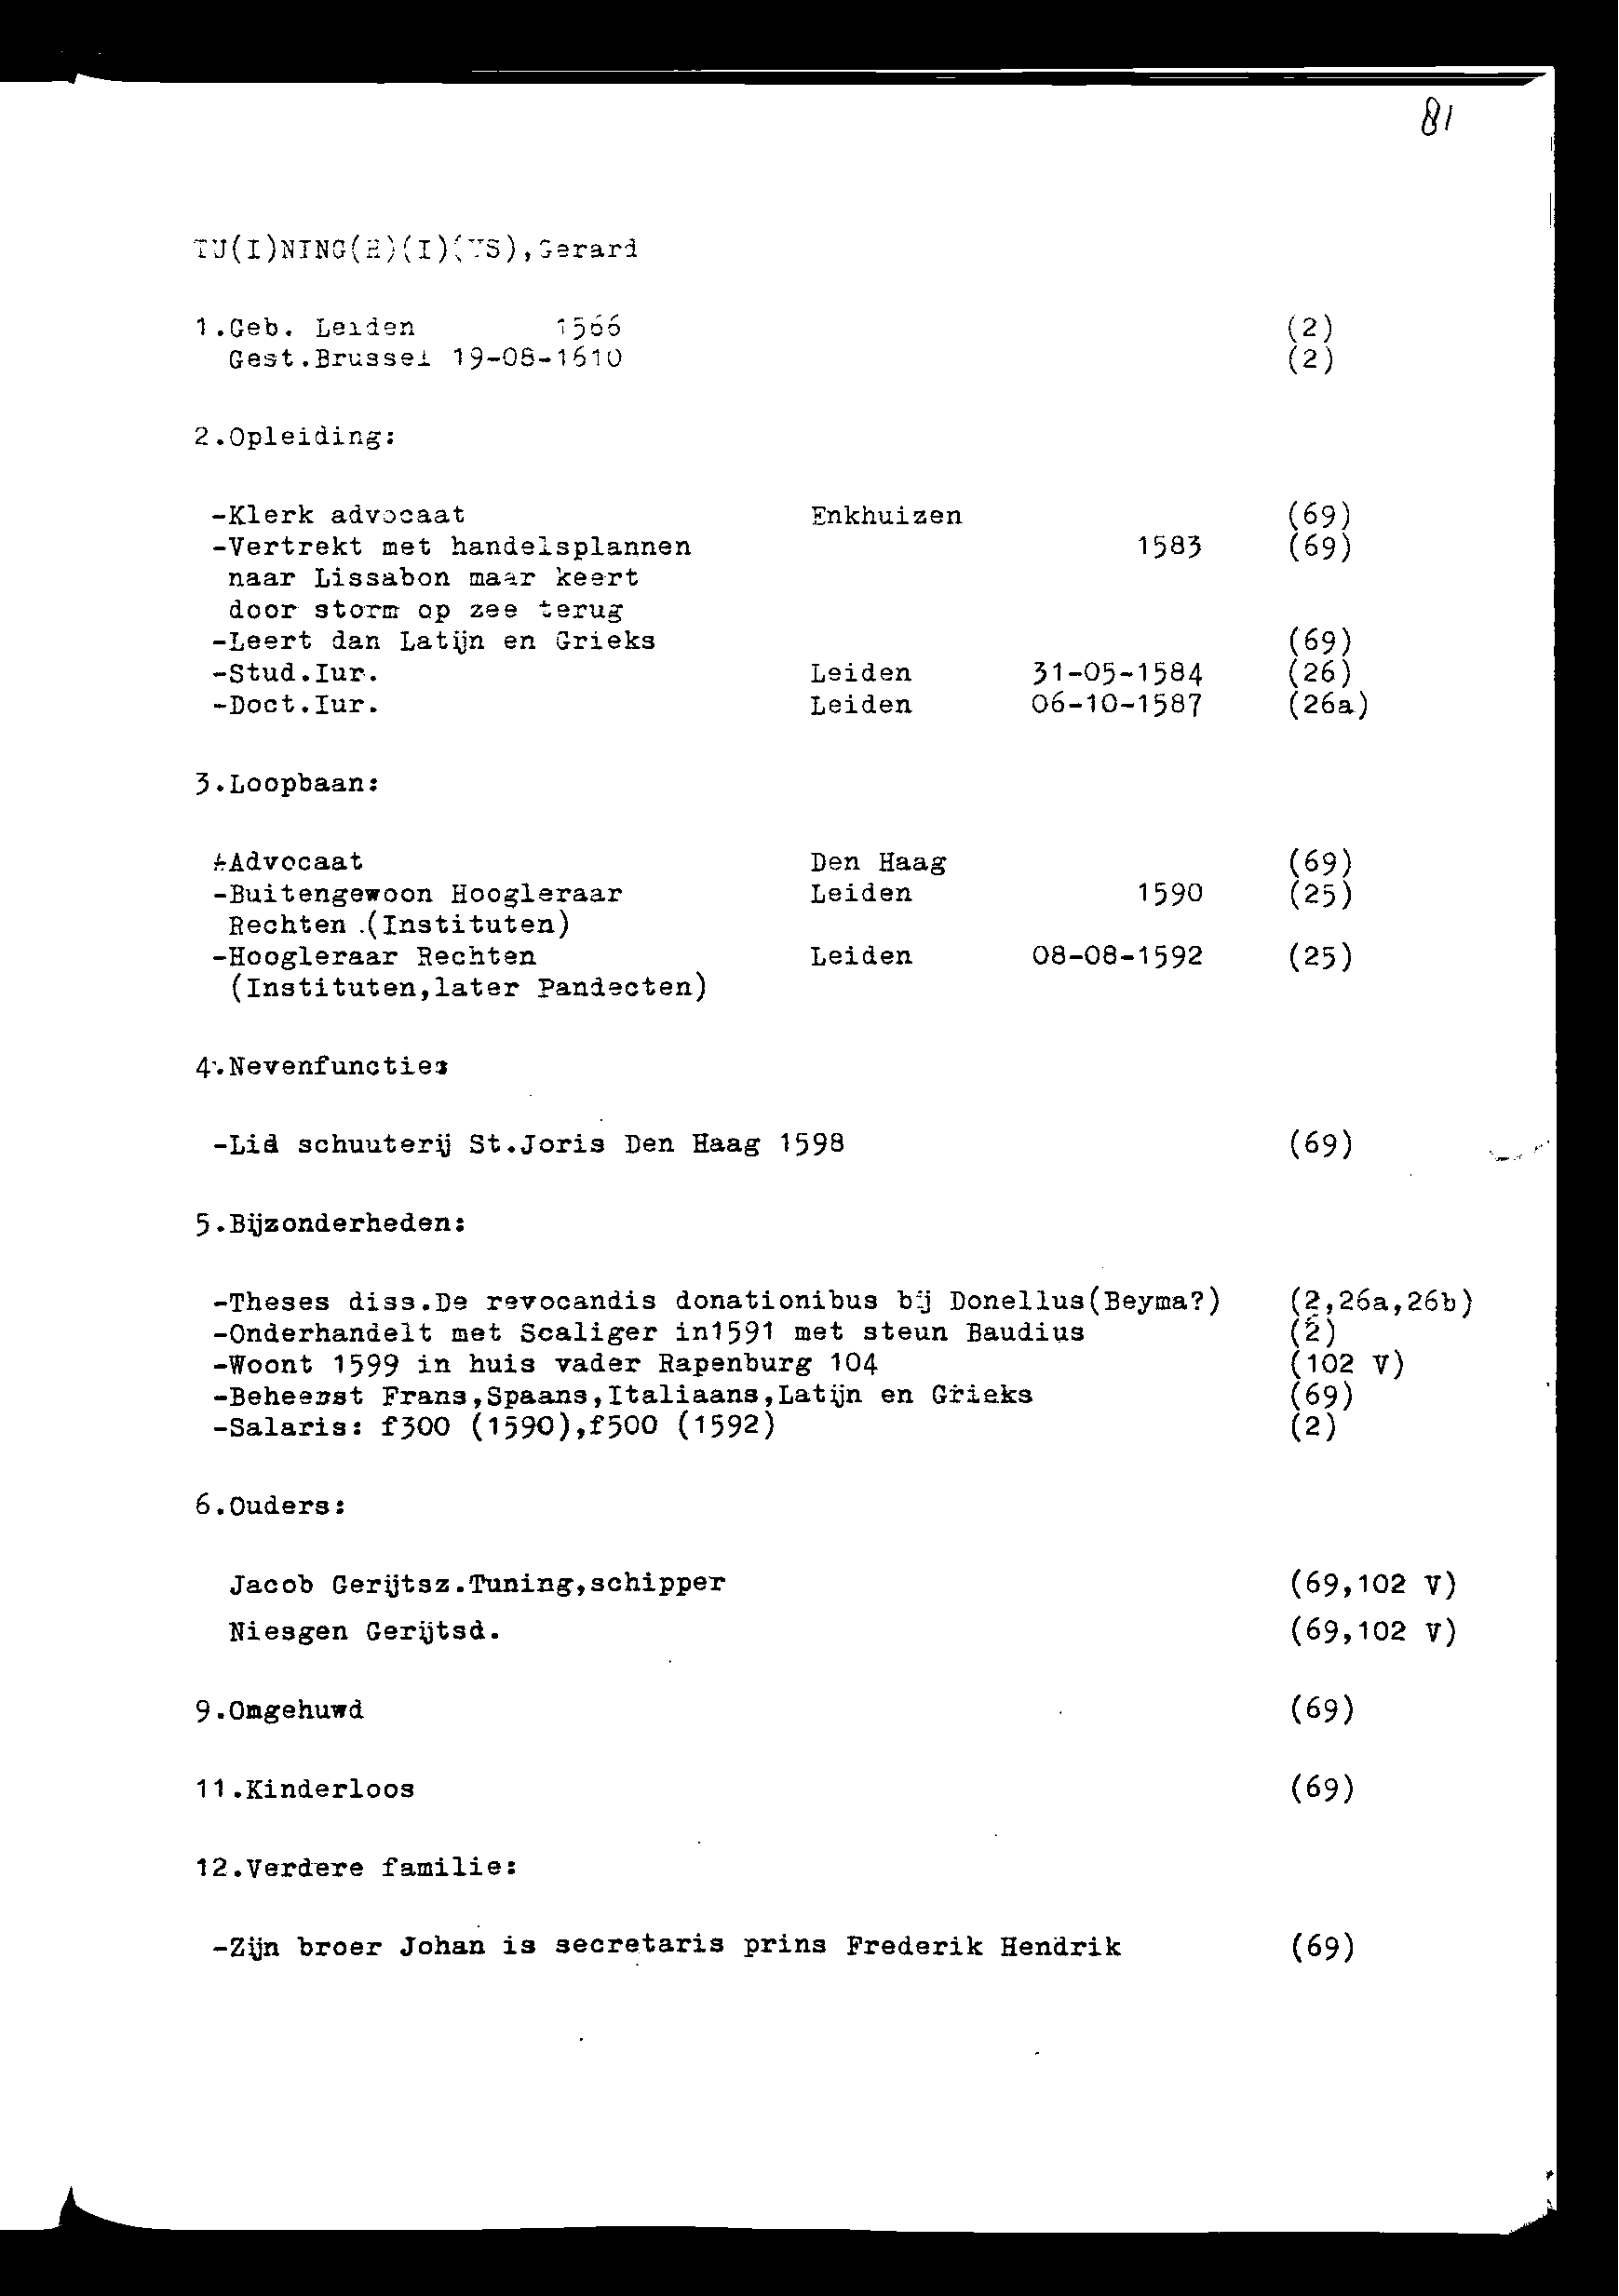 81
TU(I)NING(H)(I)(US),Gerard
1.Geb. Leiden 1566 (2)
Gest.Brussel 19-08-1610 (2)
2.Opleiding:
-Klerk advocaat Enkhuizen (69)
-Vertrekt met handelsplannen 1583 (69)
naar Lissabon maar keert
door storm op zee terug
-Leert dan Latijn en Grieks (69)
-Stud.Iur. Leiden 31-05-1584 (26)
-Doct.Iur. Leiden 06-10-1587 (26a)
3.Loopbaan:
-Advocaat Den Haag (69)
-Buitengewoon Hoogleraar Leiden 1590 (25)
Rechten .(Instituten)
-Hoogleraar Rechten Leiden 08-08-1592 (25)
(Instituten,later Pandecten)
4.Nevenfuncties
-Lid schuuterij St.Joris Den Haag 1598 (69)
5.Bijzonderheden:
-Theses diss.De revocandis donationibus bij Donellus(Beyma?) (2,26a,26b)
-Onderhandelt met Scaliger in1591 met steun Baudius (2)
-Woont 1599 in huis vader Rapenburg 104 (102 V)
-Beheerst Frans,Spaans,Italiaans,Latijn en Grieks (69)
-Salaris: f300 (1590),f500 (1592) (2)
6.Ouders:
Jacob Gerijtsz.Tuning,schipper (69,102 V)
Niesgen Gerijtsd. (69,102 V)
9.Omgehuwd (69)
11.Kinderloos (69)
12.Verdere familie:
-Zijn broer Johan is secretaris prins Frederik Hendrik (69)